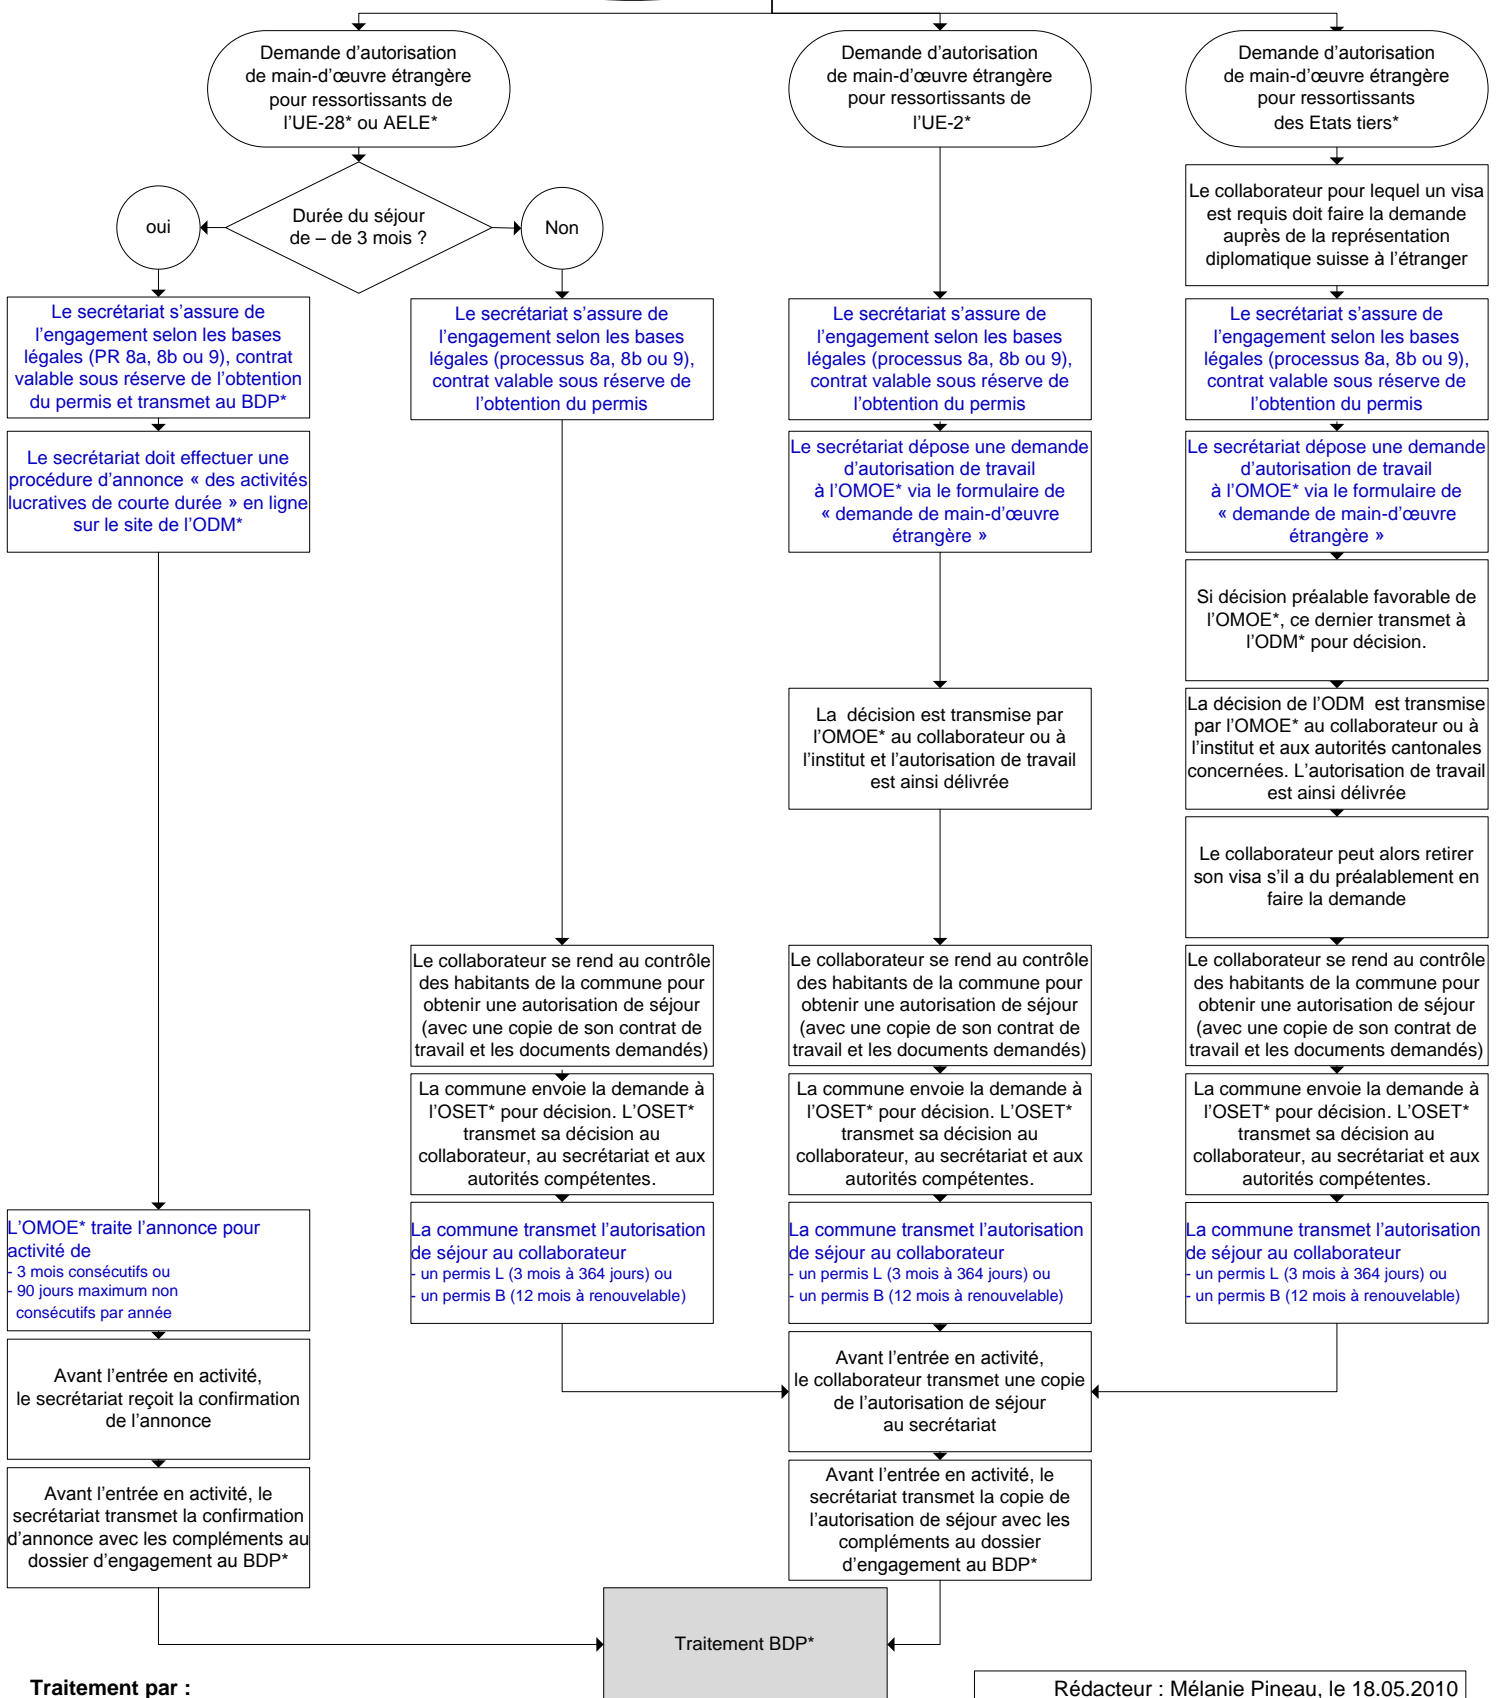 Demande d'autorisation
de main-d'œuvre étrangère
pour ressortissants de
l'UE-28* ou AELE*
Demande d'autorisation
de main-d'œuvre étrangère
pour ressortissants de
l'UE-2*
Demande d'autorisation
de main-d'œuvre étrangère
pour ressortissants
des Etats tiers*
oui
Durée du séjour
de – de 3 mois ?
Non
Le collaborateur pour lequel un visa
est requis doit faire la demande
auprès de la représentation
diplomatique suisse à l'étranger
Le secrétariat s'assure de
l'engagement selon les bases
légales (PR 8a, 8b ou 9), contrat
valable sous réserve de l'obtention
du permis et transmet au BDP*
Le secrétariat s'assure de
l'engagement selon les bases
légales (processus 8a, 8b ou 9),
contrat valable sous réserve de
l'obtention du permis
Le secrétariat s'assure de
l'engagement selon les bases
légales (processus 8a, 8b ou 9),
contrat valable sous réserve de
l'obtention du permis
Le secrétariat s'assure de
l'engagement selon les bases
légales (processus 8a, 8b ou 9),
contrat valable sous réserve de
l'obtention du permis
Le secrétariat doit effectuer une
procédure d'annonce « des activités
lucratives de courte durée » en ligne
sur le site de l'ODM*
Le secrétariat dépose une demande
d'autorisation de travail
à l'OMOE* via le formulaire de
« demande de main-d'œuvre
étrangère »
Le secrétariat dépose une demande
d'autorisation de travail
à l'OMOE* via le formulaire de
« demande de main-d'œuvre
étrangère »
Si décision préalable favorable de
l'OMOE*, ce dernier transmet à
l'ODM* pour décision.
La  décision est transmise par
l'OMOE* au collaborateur ou à
l'institut et l'autorisation de travail
est ainsi délivrée
La décision de l'ODM  est transmise
par l'OMOE* au collaborateur ou à
l'institut et aux autorités cantonales
concernées. L'autorisation de travail
est ainsi délivrée
Le collaborateur peut alors retirer
son visa s'il a du préalablement en
faire la demande
Le collaborateur se rend au contrôle
des habitants de la commune pour
obtenir une autorisation de séjour
(avec une copie de son contrat de
travail et les documents demandés)
Le collaborateur se rend au contrôle
des habitants de la commune pour
obtenir une autorisation de séjour
(avec une copie de son contrat de
travail et les documents demandés)
Le collaborateur se rend au contrôle
des habitants de la commune pour
obtenir une autorisation de séjour
(avec une copie de son contrat de
travail et les documents demandés)
La commune envoie la demande à
l'OSET* pour décision. L'OSET*
transmet sa décision au
collaborateur, au secrétariat et aux
autorités compétentes.
La commune envoie la demande à
l'OSET* pour décision. L'OSET*
transmet sa décision au
collaborateur, au secrétariat et aux
autorités compétentes.
La commune envoie la demande à
l'OSET* pour décision. L'OSET*
transmet sa décision au
collaborateur, au secrétariat et aux
autorités compétentes.
L'OMOE* traite l'annonce pour
activité de
- 3 mois consécutifs ou
- 90 jours maximum non
consécutifs par année
La commune transmet l'autorisation
de séjour au collaborateur
- un permis L (3 mois à 364 jours) ou
- un permis B (12 mois à renouvelable)
La commune transmet l'autorisation
de séjour au collaborateur
- un permis L (3 mois à 364 jours) ou
- un permis B (12 mois à renouvelable)
La commune transmet l'autorisation
de séjour au collaborateur
- un permis L (3 mois à 364 jours) ou
- un permis B (12 mois à renouvelable)
Avant l'entrée en activité,
le secrétariat reçoit la confirmation
de l'annonce
Avant l'entrée en activité,
le collaborateur transmet une copie
de l'autorisation de séjour
au secrétariat
Avant l'entrée en activité, le
secrétariat transmet la confirmation
d'annonce avec les compléments au
dossier d'engagement au BDP*
Avant l'entrée en activité, le
secrétariat transmet la copie de
l'autorisation de séjour avec les
compléments au dossier
d'engagement au BDP*
Traitement BDP*
Traitement par :
Rédacteur : Mélanie Pineau, le 18.05.2010